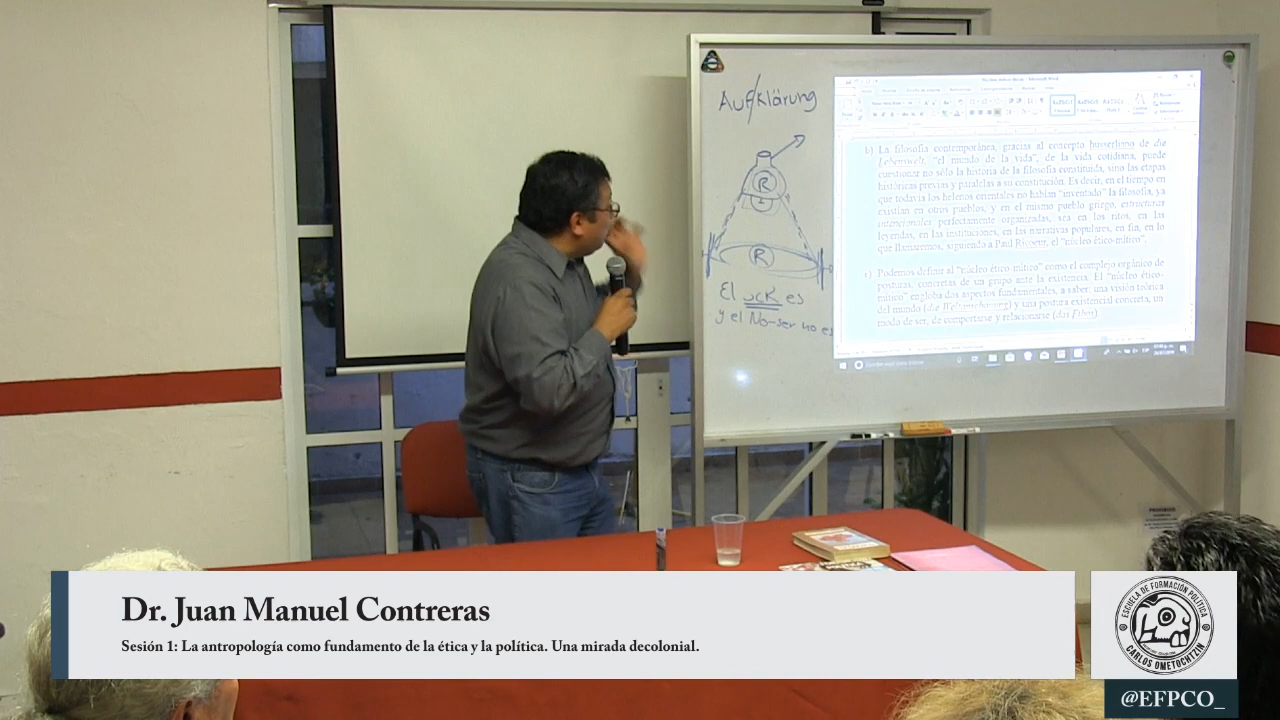 Aufklärung
R
R
El SER es
y el No-ser no es
b) La filosofía contemporánea, gracias al concepto husserliano de die
Lebenswelt, "el mundo de la vida", de la vida cotidiana, puede
cuestionar no sólo la historia de la filosofía constituida, sino las etapas
históricas previas y paralelas a su constitución. Es decir, en el tiempo en
que todavía los helenos orientales no habían "inventado" la filosofía, ya
existían en otros pueblos, y en el mismo pueblo griego, estructuras
intencionales perfectamente organizadas, sea en los ritos, en las
leyendas, en las instituciones, en las narrativas populares, en fin, en lo
que llamaremos, siguiendo a Paul Ricoeur, el "núcleo ético-mítico".
Podemos definir al "núcleo ético-mítico" como el complejo orgánico de
posturas, concretas de un grupo ante la existencia. El "núcleo ético-
mítico" engloba dos aspectos fundamentales, a saber: una visión teórica
del mundo (die Weltanschauung) y una postura existencial concreta, un
modo de ser, de comportarse y relacionarse (das Ethos).
PROHIBIDO
Dr. Juan Manuel Contreras
Sesión 1: La antropología como fundamento de la ética y la política. Una mirada decolonial.
ESCUELA DE FORMACIÓN POLÍTICA
CARLOS OMETOCHTZIN
@EFPCO_